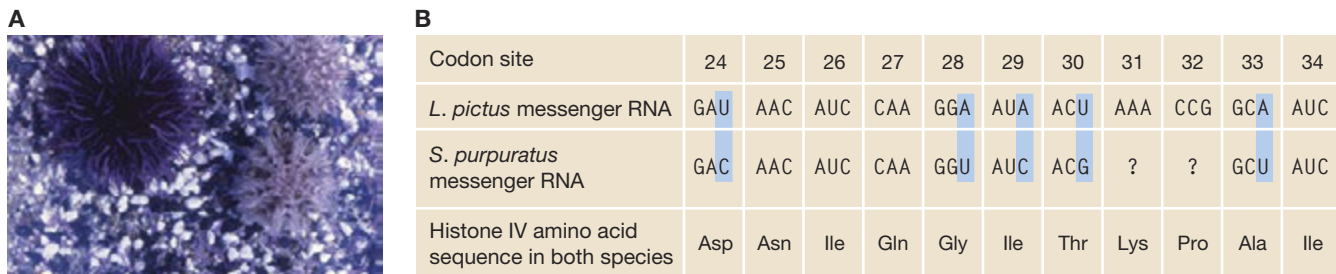 A
B
Codon site 24 25 26 27 28 29 30 31 32 33 34
L. pictus messenger RNA GAU AAC AUC CAA GGA AUA ACU AAA CCG GCA AUC
S. purpuratus
messenger RNA GAC AAC AUC CAA GGU AUC ACG ? ? GCU AUC
Histone IV amino acid
sequence in both species Asp Asn Ile Gln Gly Ile Thr Lys Pro Ala Ile